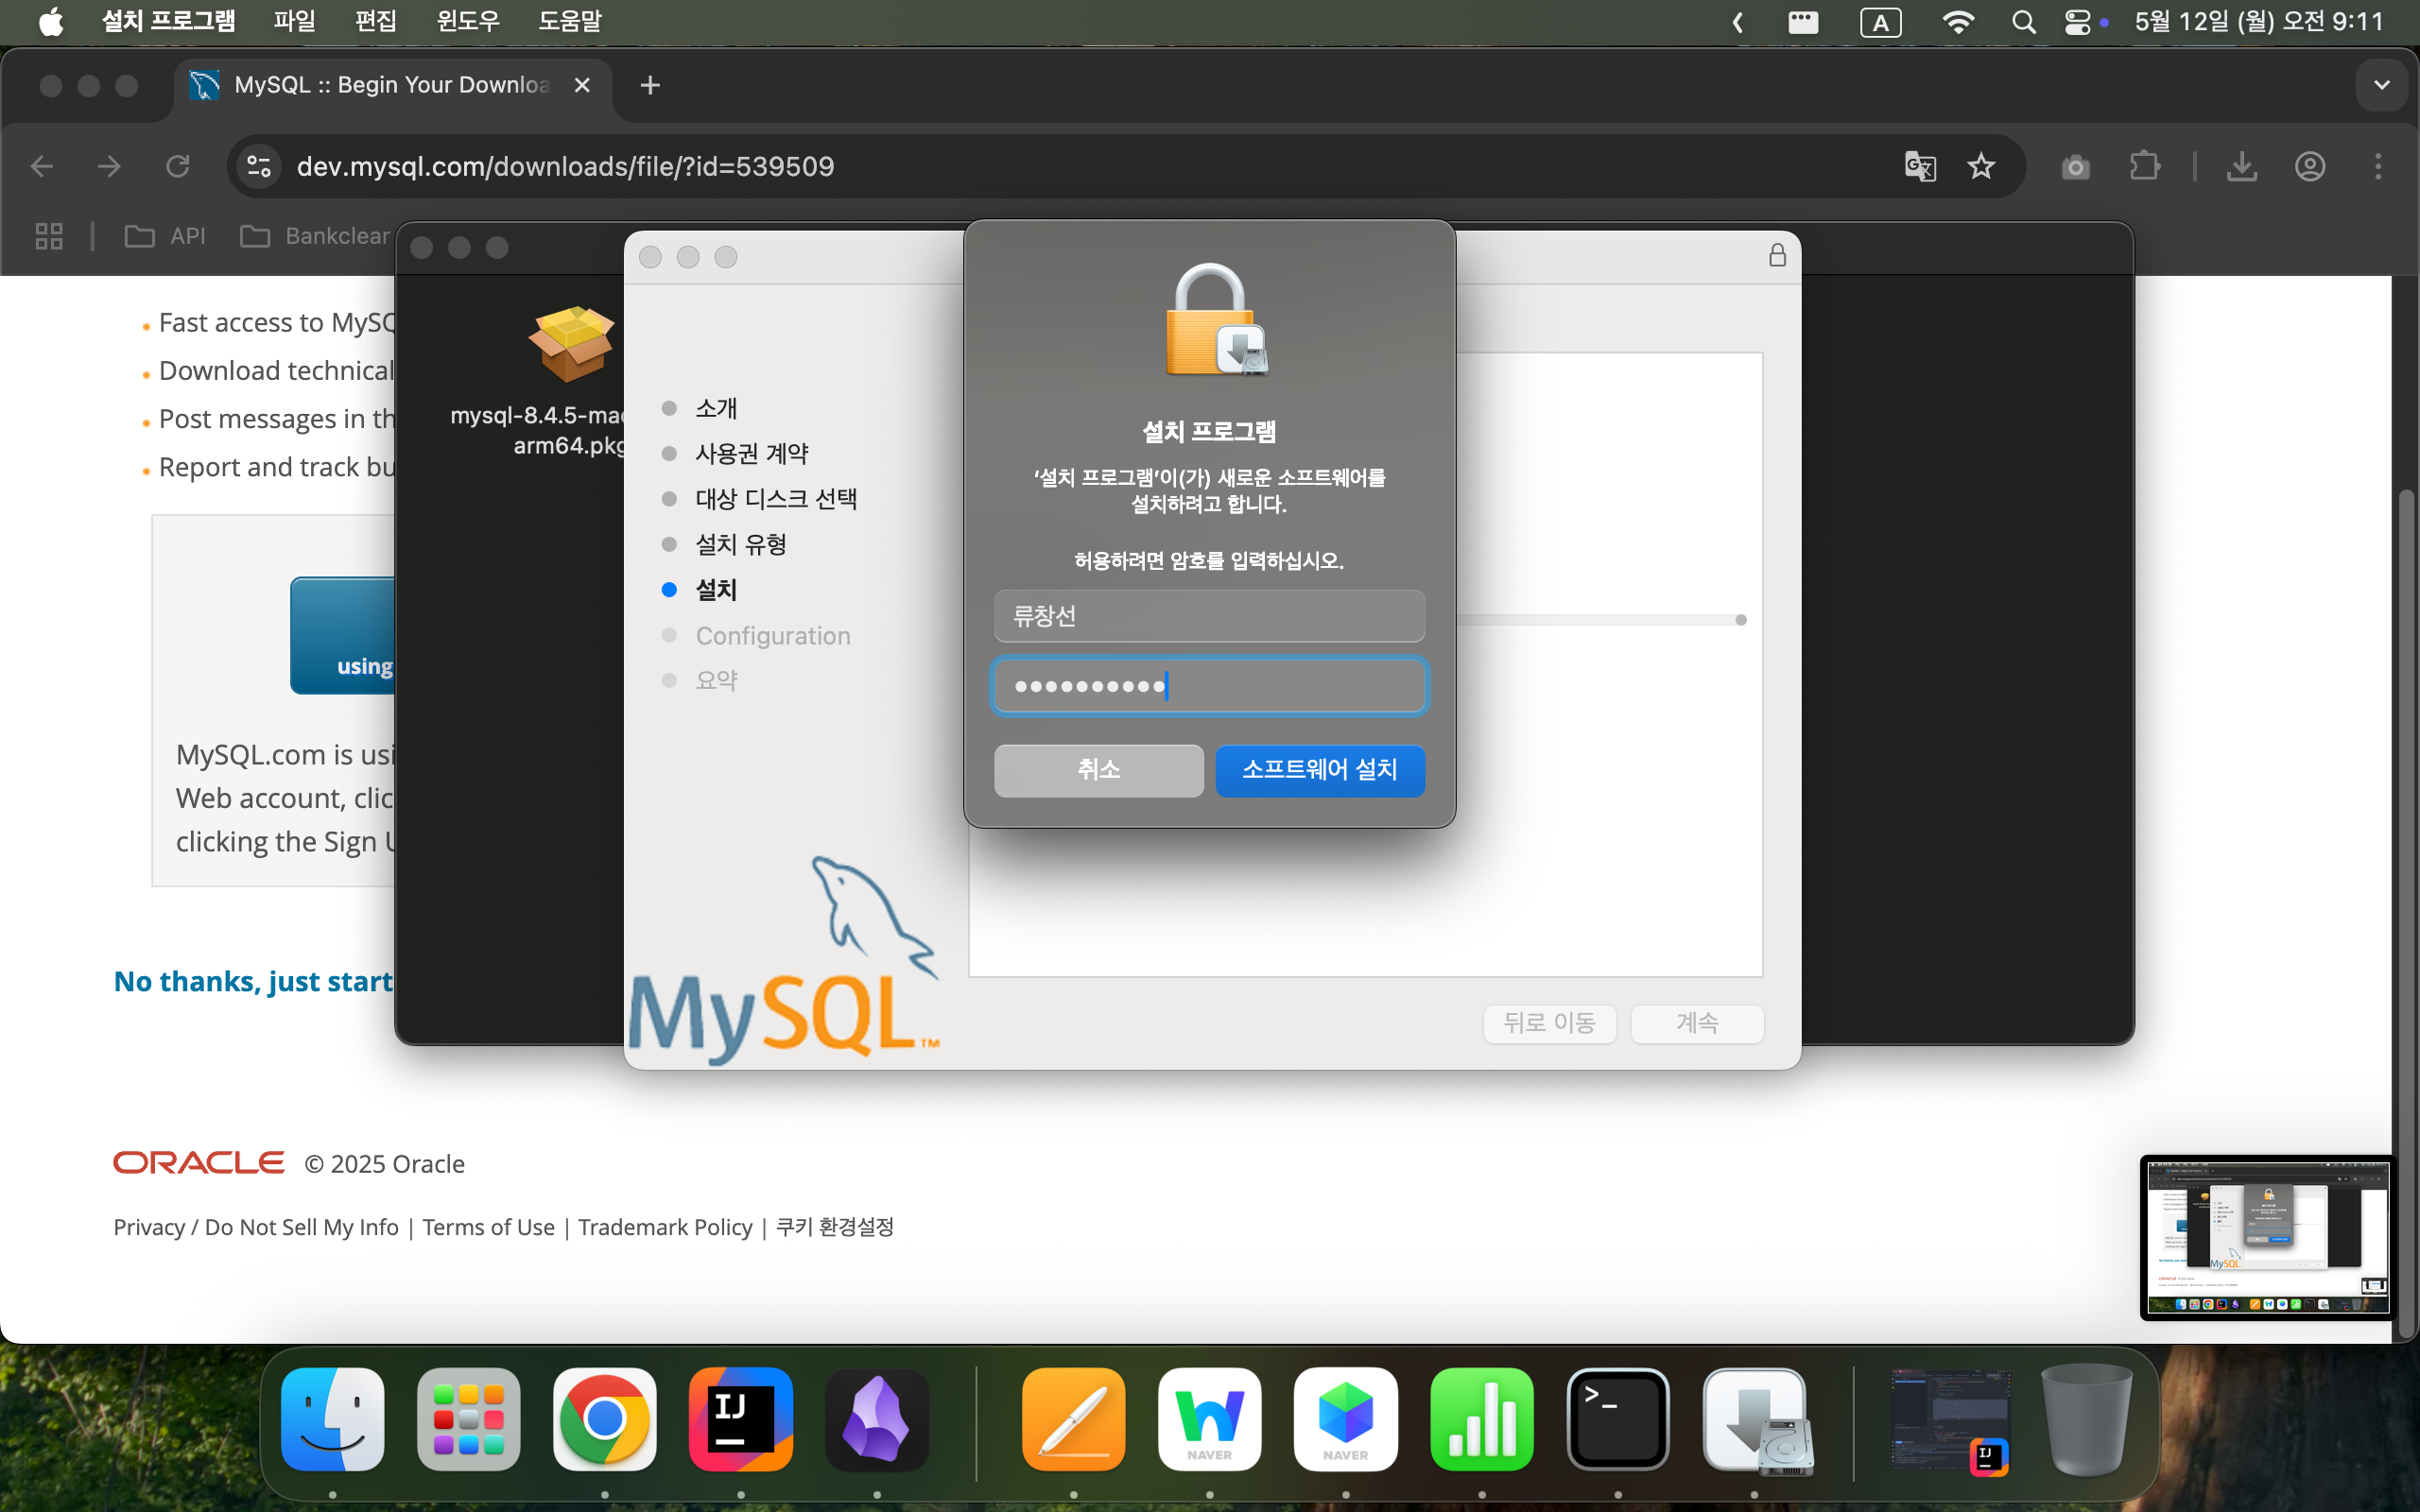 설치 프로그램 파일 편집 윈도우 도움말 A 5월 12일 (월) 오전 9:11
MySQL :: Begin Your Downloa
dev.mysql.com/downloads/file/?id=539509
API Bankclear
Fast access to MySQ
Download technical
Post messages in th
Report and track bu
using
MySQL.com is usi
Web account, clic
clicking the Sign U
No thanks, just start
ORACLE © 2025 Oracle
Privacy / Do Not Sell My Info | Terms of Use | Trademark Policy | 쿠키 환경설정
mysql-8.4.5-mac
arm64.pkg
소개
사용권 계약
대상 디스크 선택
설치 유형
설치
Configuration
요약
MySQL™
뒤로 이동 계속
설치 프로그램
‘설치 프로그램’이(가) 새로운 소프트웨어를
설치하려고 합니다.
허용하려면 암호를 입력하십시오.
류창선
취소 소프트웨어 설치
MySQL
IJ
NAVER
NAVER
>_
IJ